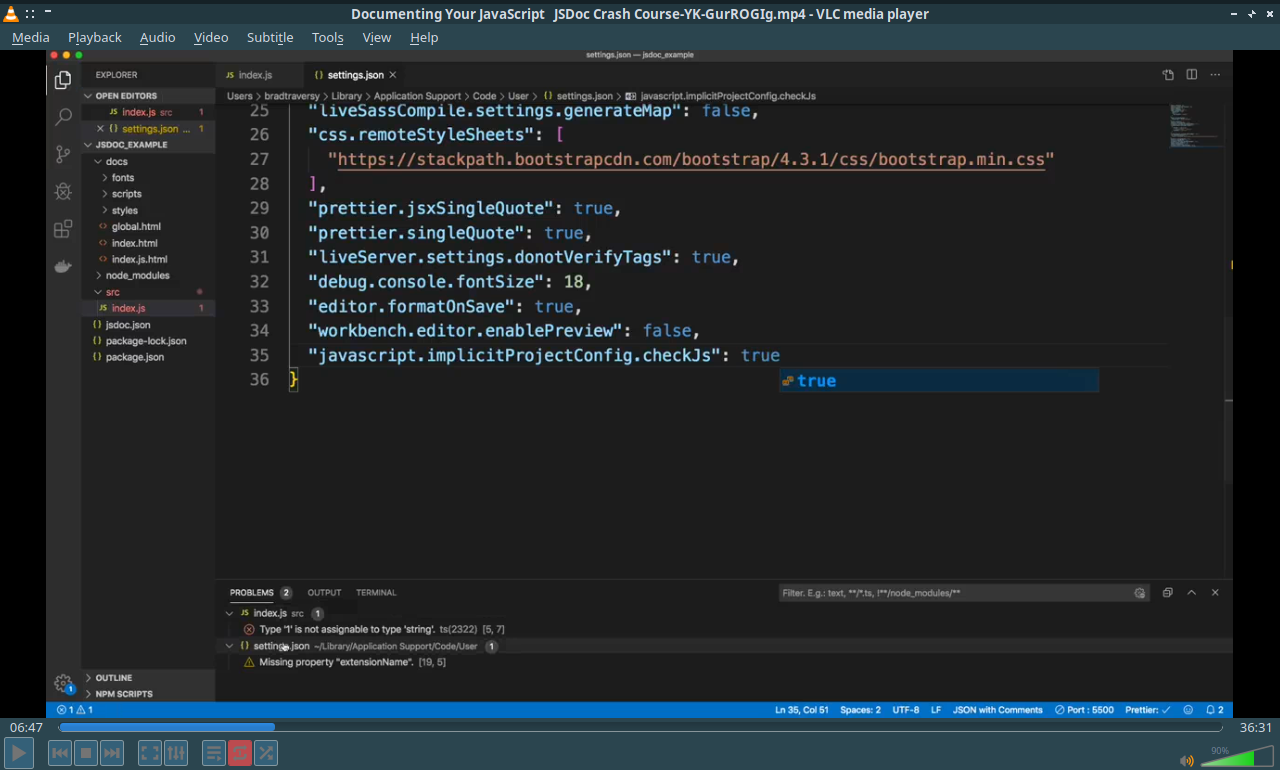 Documenting Your JavaScript JSDoc Crash Course-YK-GurROGIg.mp4 - VLC media player
Media Playback Audio Video Subtitle Tools View Help
settings.json — jsdoc_example
EXPLORER
OPEN EDITORS
index.js src 1
settings.json ... 1
JSDOC_EXAMPLE
docs
fonts
scripts
styles
global.html
index.html
index.js.html
node_modules
src
JS index.js 1
jsdoc.json
package-lock.json
package.json
OUTLINE
NPM SCRIPTS
JS index.js {} settings.json
Users > bradtraversy > Library > Application Support > Code > User > {} settings.json > javascript.implicitProjectConfig.checkJs
25 "liveSassCompile.settings.generateMap": false,
26 "css.remoteStyleSheets": [
27 "https://stackpath.bootstrapcdn.com/bootstrap/4.3.1/css/bootstrap.min.css"
28 ],
29 "prettier.jsxSingleQuote": true,
30 "prettier.singleQuote": true,
31 "liveServer.settings.donotVerifyTags": true,
32 "debug.console.fontSize": 18,
33 "editor.formatOnSave": true,
34 "workbench.editor.enablePreview": false,
35 "javascript.implicitProjectConfig.checkJs": true
36 }
true
PROBLEMS 2 OUTPUT TERMINAL
Filter. E.g.: text, **/*.ts, !**/node_modules/**
JS index.js src 1
Type '1' is not assignable to type 'string'. ts(2322) [5, 7]
{} settings.json ~/Library/Application Support/Code/User 1
Missing property "extensionName". [19, 5]
1
1 1
Ln 35, Col 51 Spaces: 2 UTF-8 LF JSON with Comments Port : 5500 Prettier: ✓ 2
06:47 36:31
90%